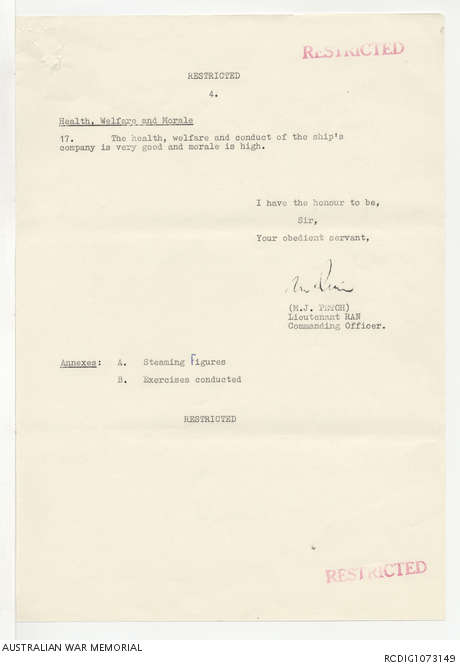 RESTRICTED
RESTRICTED
4.
Health, Welfare and Morale
17. The health, welfare and conduct of the ship's
company is very good and morale is high.
I have the honour to be,
Sir,
Your obedient servant,
(M.J. PETCH)
Lieutenant RAN
Commanding Officer.
Annexes: A. Steaming Figures
B. Exercises conducted
RESTRICTED
RESTRICTED
AUSTRALIAN WAR MEMORIAL
RCDIG1073149